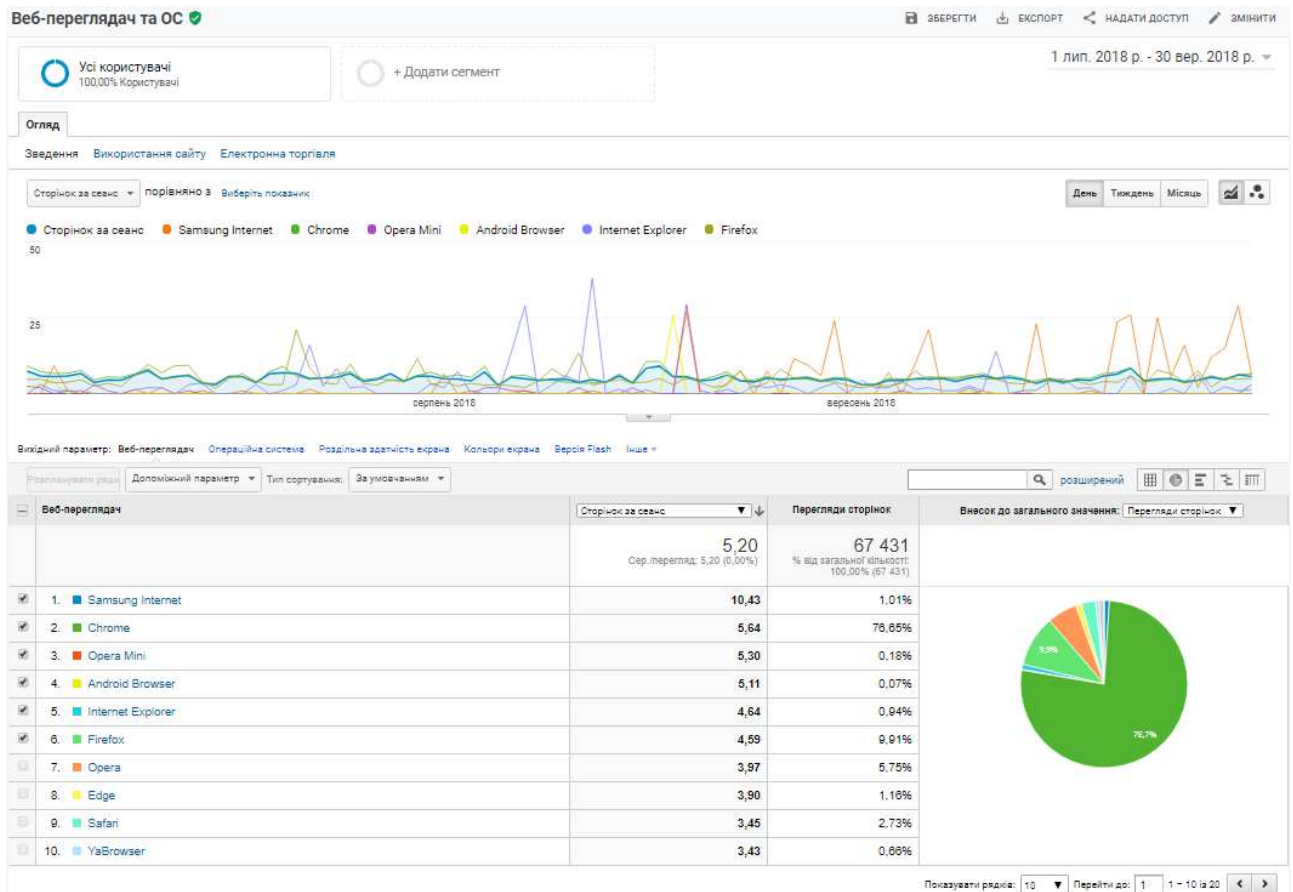 Веб-переглядач та ОС
ЗБЕРЕГТИ ЕКСПОРТ НАДАТИ ДОСТУП ЗМІНИТИ
1 лип. 2018 р. - 30 вер. 2018 р.
Усі користувачі
100,00% Користувачі
+ Додати сегмент
Огляд
Зведення Використання сайту Електронна торгівля
Сторінок за сеанс порівняно з Виберіть показник
День Тиждень Місяць
Сторінок за сеанс Samsung Internet Chrome Opera Mini Android Browser Internet Explorer Firefox
50
25
серпень 2018 вересень 2018
Вихідний параметр: Веб-переглядач Операційна система Роздільна здатність екрана Кольори екрана Версія Flash Інше
Розпланувати ряди Допоміжний параметр Тип сортування: За умовчанням
розширений
Веб-переглядач Сторінок за сеанс Перегляди сторінок Внесок до загального значення: Перегляди сторінок
5,20 67 431
Сер./перегляд: 5,20 (0,00%) % від загальної кількості: 100,00% (67 431)
1. Samsung Internet 10,43 1,01%
2. Chrome 5,64 76,65%
3. Opera Mini 5,30 0,18%
4. Android Browser 5,11 0,07%
5. Internet Explorer 4,64 0,94%
6. Firefox 4,59 9,91%
7. Opera 3,97 5,75%
8. Edge 3,90 1,16%
9. Safari 3,45 2,73%
10. YaBrowser 3,43 0,66%
9,9%
76,7%
Показувати рядків: 10 Перейти до: 1 1 – 10 із 20